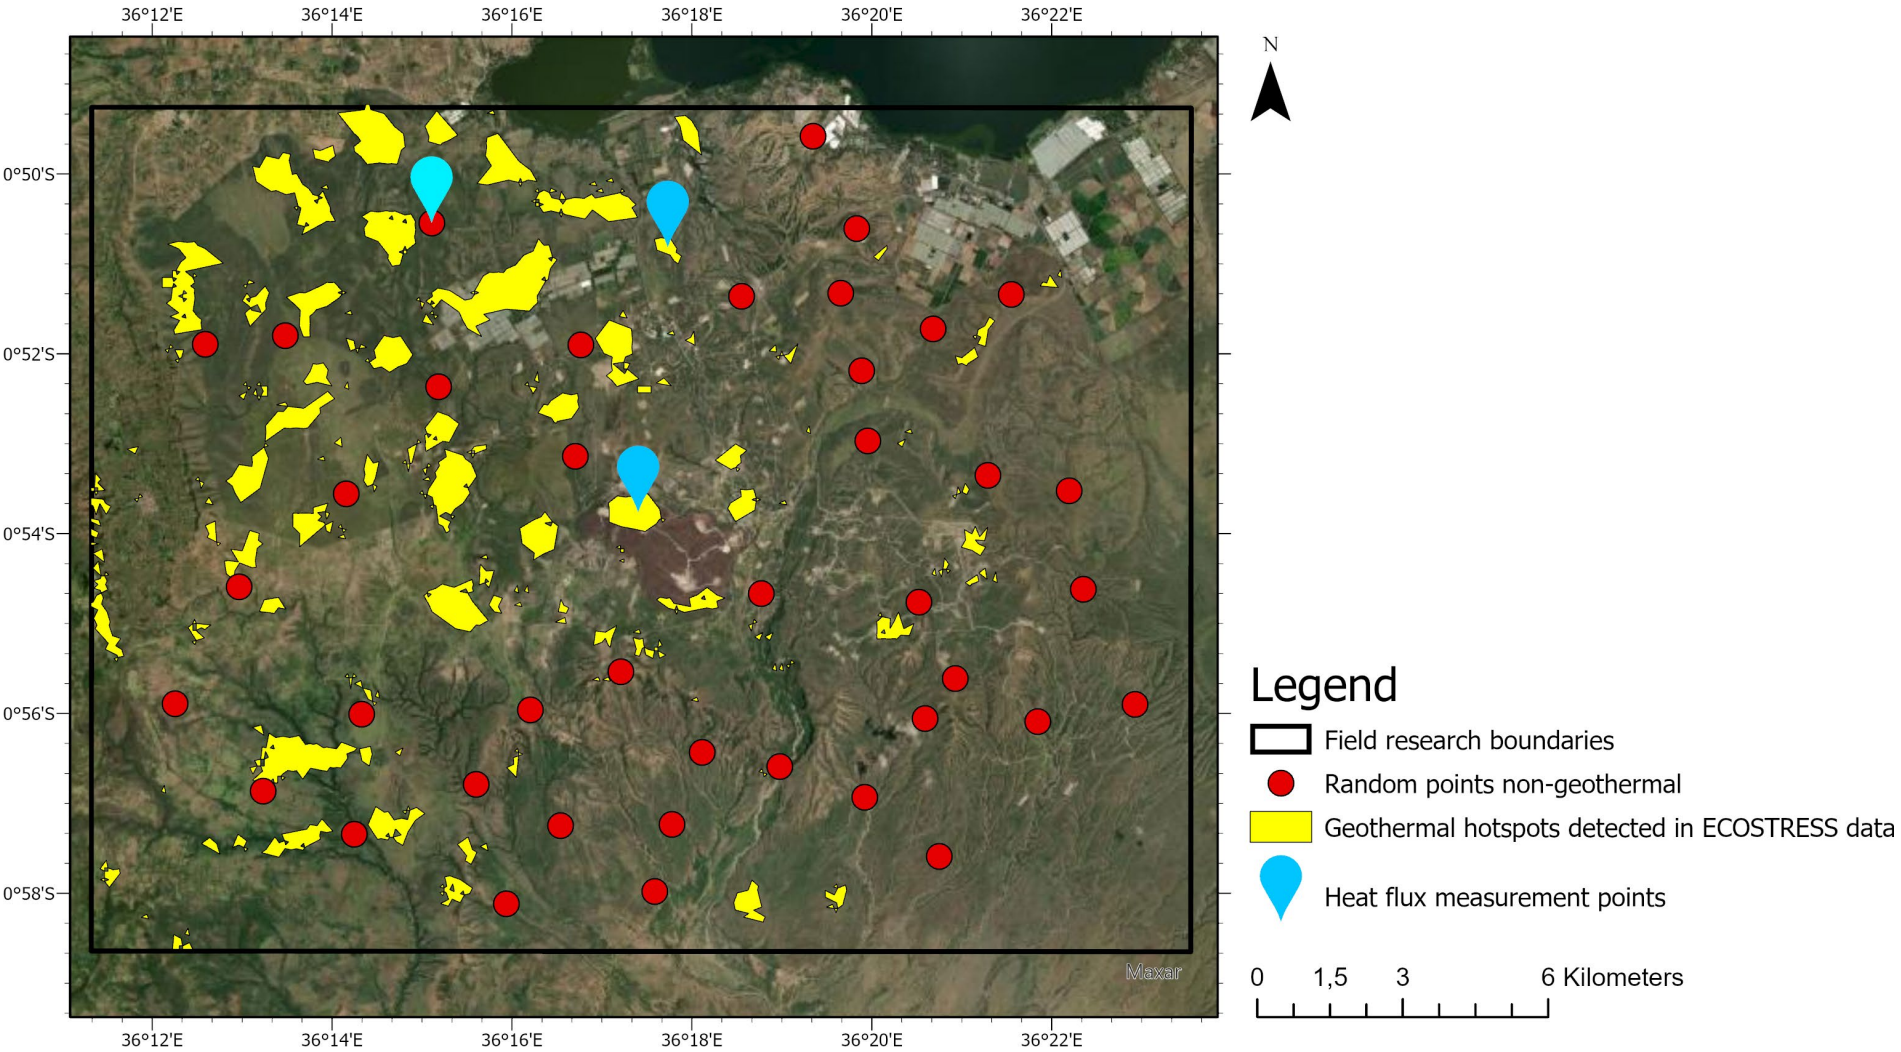 36°12'E 36°14'E 36°16'E 36°18'E 36°20'E 36°22'E
N
0°50'S
0°52'S
0°54'S
0°56'S
0°58'S
Maxar
36°12'E 36°14'E 36°16'E 36°18'E 36°20'E 36°22'E
Legend
Field research boundaries
Random points non-geothermal
Geothermal hotspots detected in ECOSTRESS data
Heat flux measurement points
0 1,5 3 6 Kilometers